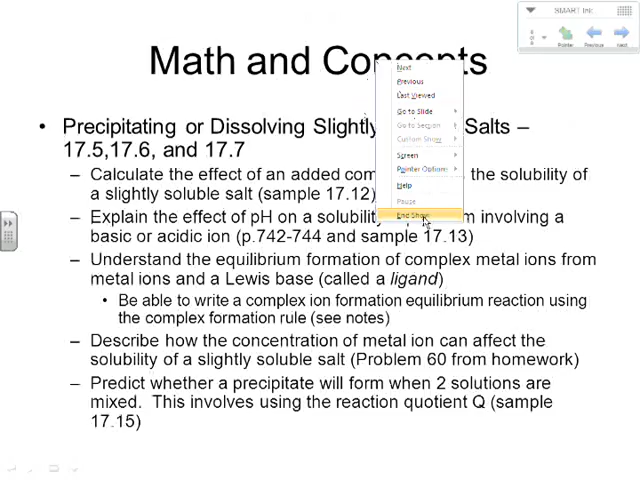 SMART Ink
Pointer Previous Next
Math and Concepts
Next
Previous
Last Viewed
Go to Slide
Go to Section
Custom Show
Screen
Pointer Options
Help
Pause
End Show
• Precipitating or Dissolving Slightly Salts –
17.5,17.6, and 17.7
– Calculate the effect of an added com the solubility of
a slightly soluble salt (sample 17.12)
– Explain the effect of pH on a solubility m involving a
basic or acidic ion (p.742-744 and sample 17.13)
– Understand the equilibrium formation of complex metal ions from
metal ions and a Lewis base (called a ligand)
• Be able to write a complex ion formation equilibrium reaction using
the complex formation rule (see notes)
– Describe how the concentration of metal ion can affect the
solubility of a slightly soluble salt (Problem 60 from homework)
– Predict whether a precipitate will form when 2 solutions are
mixed. This involves using the reaction quotient Q (sample
17.15)